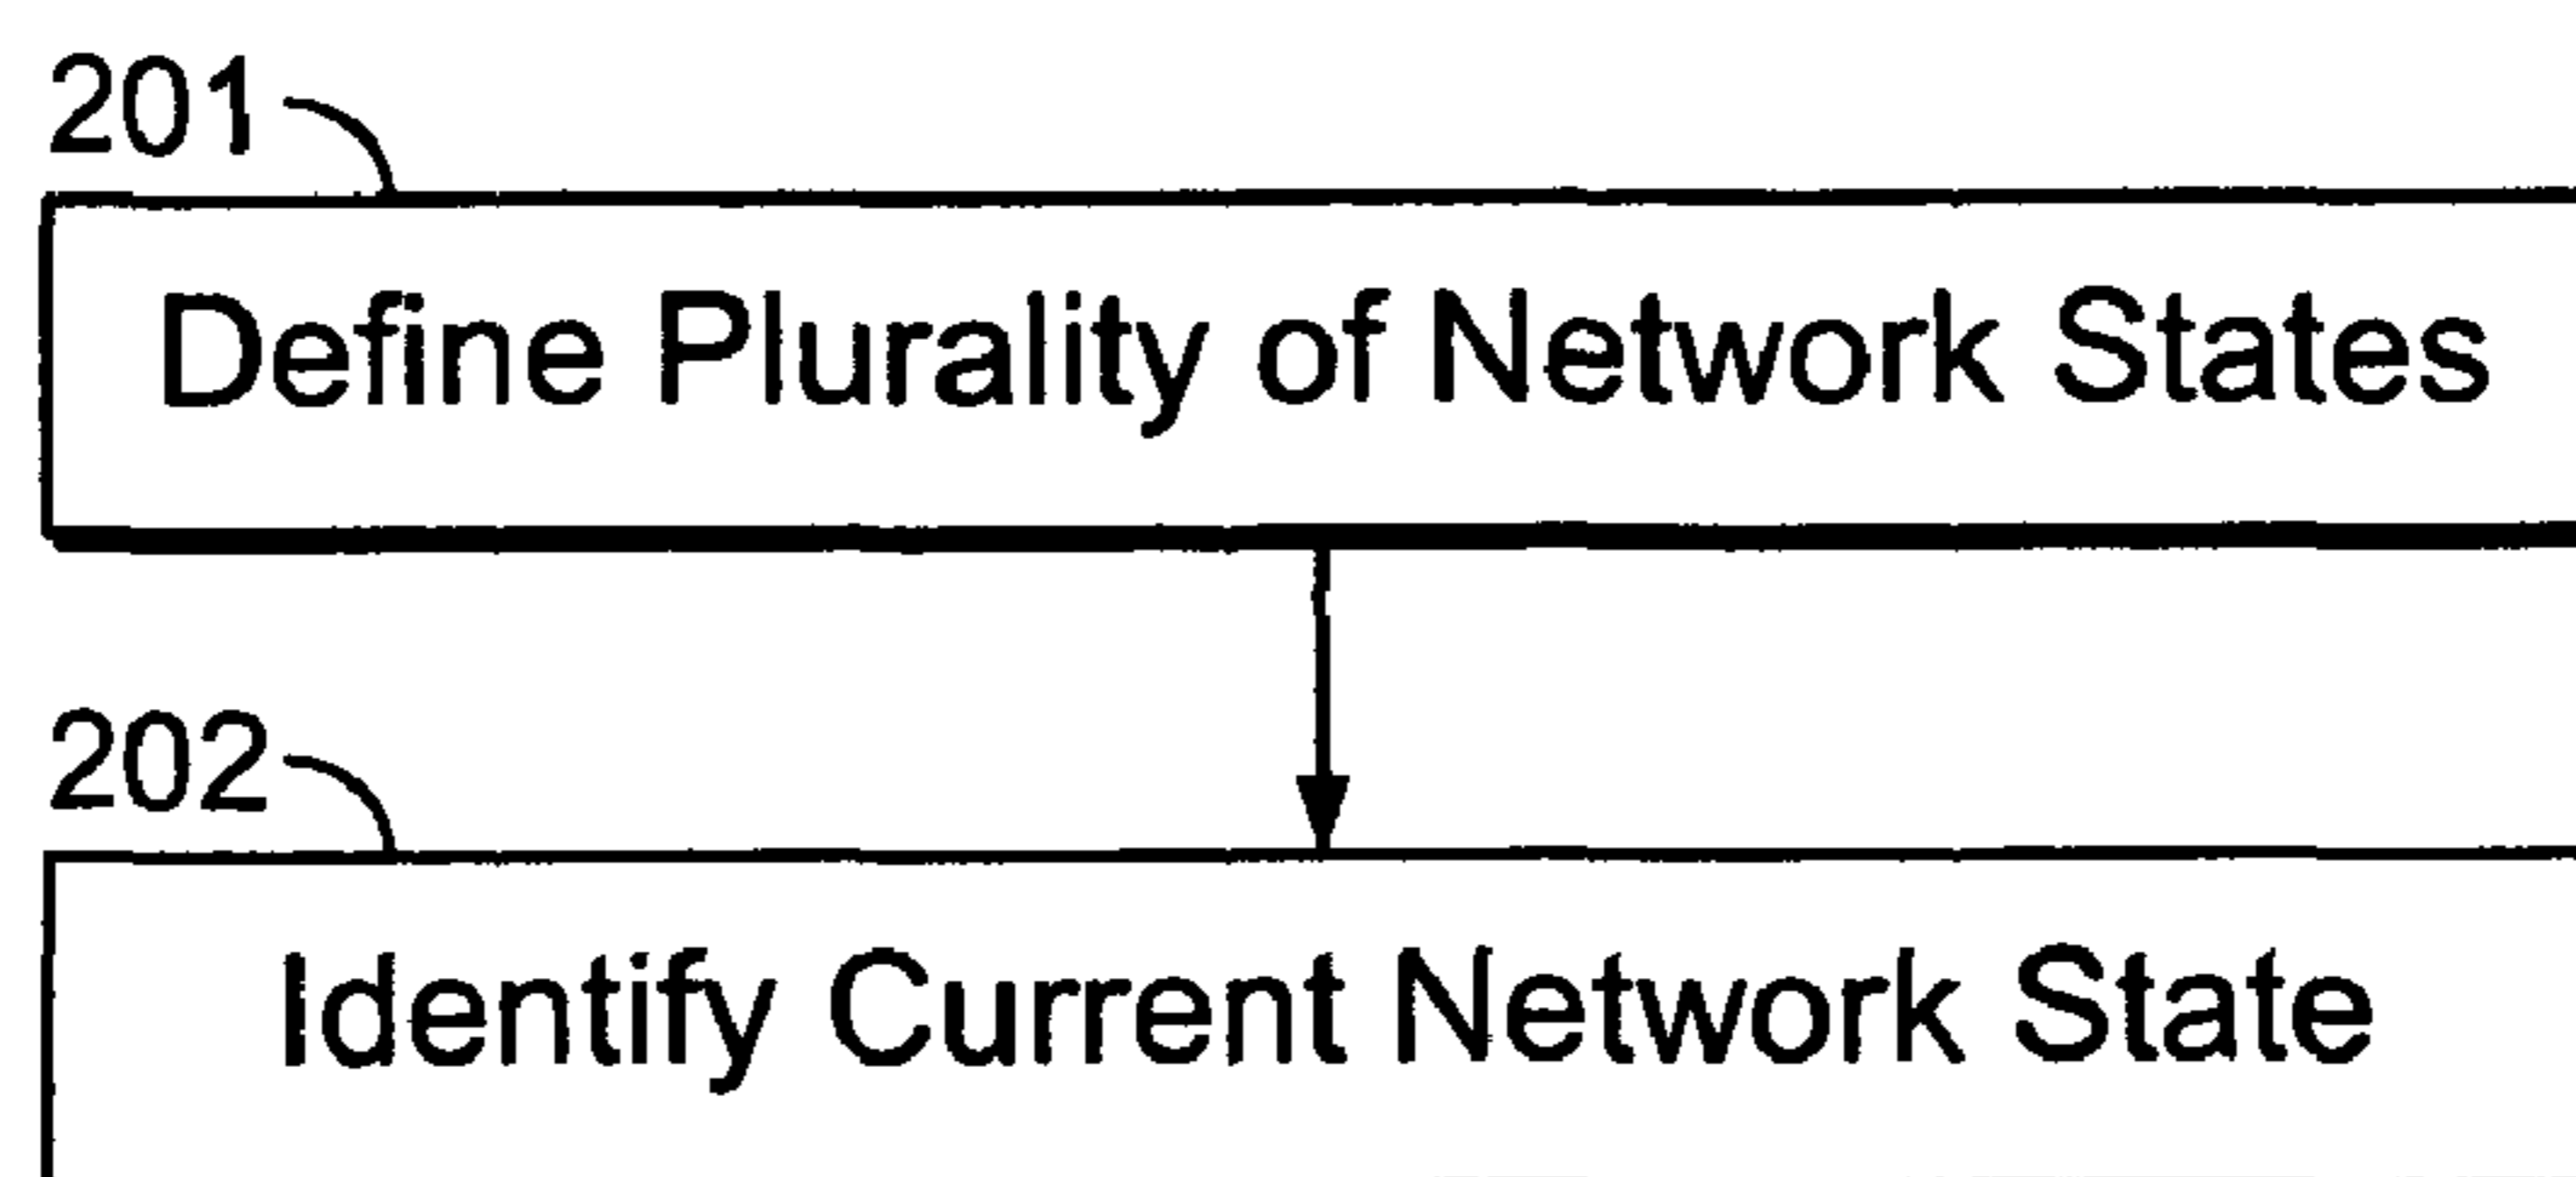 201
Define Plurality of Network States
202
Identify Current Network State